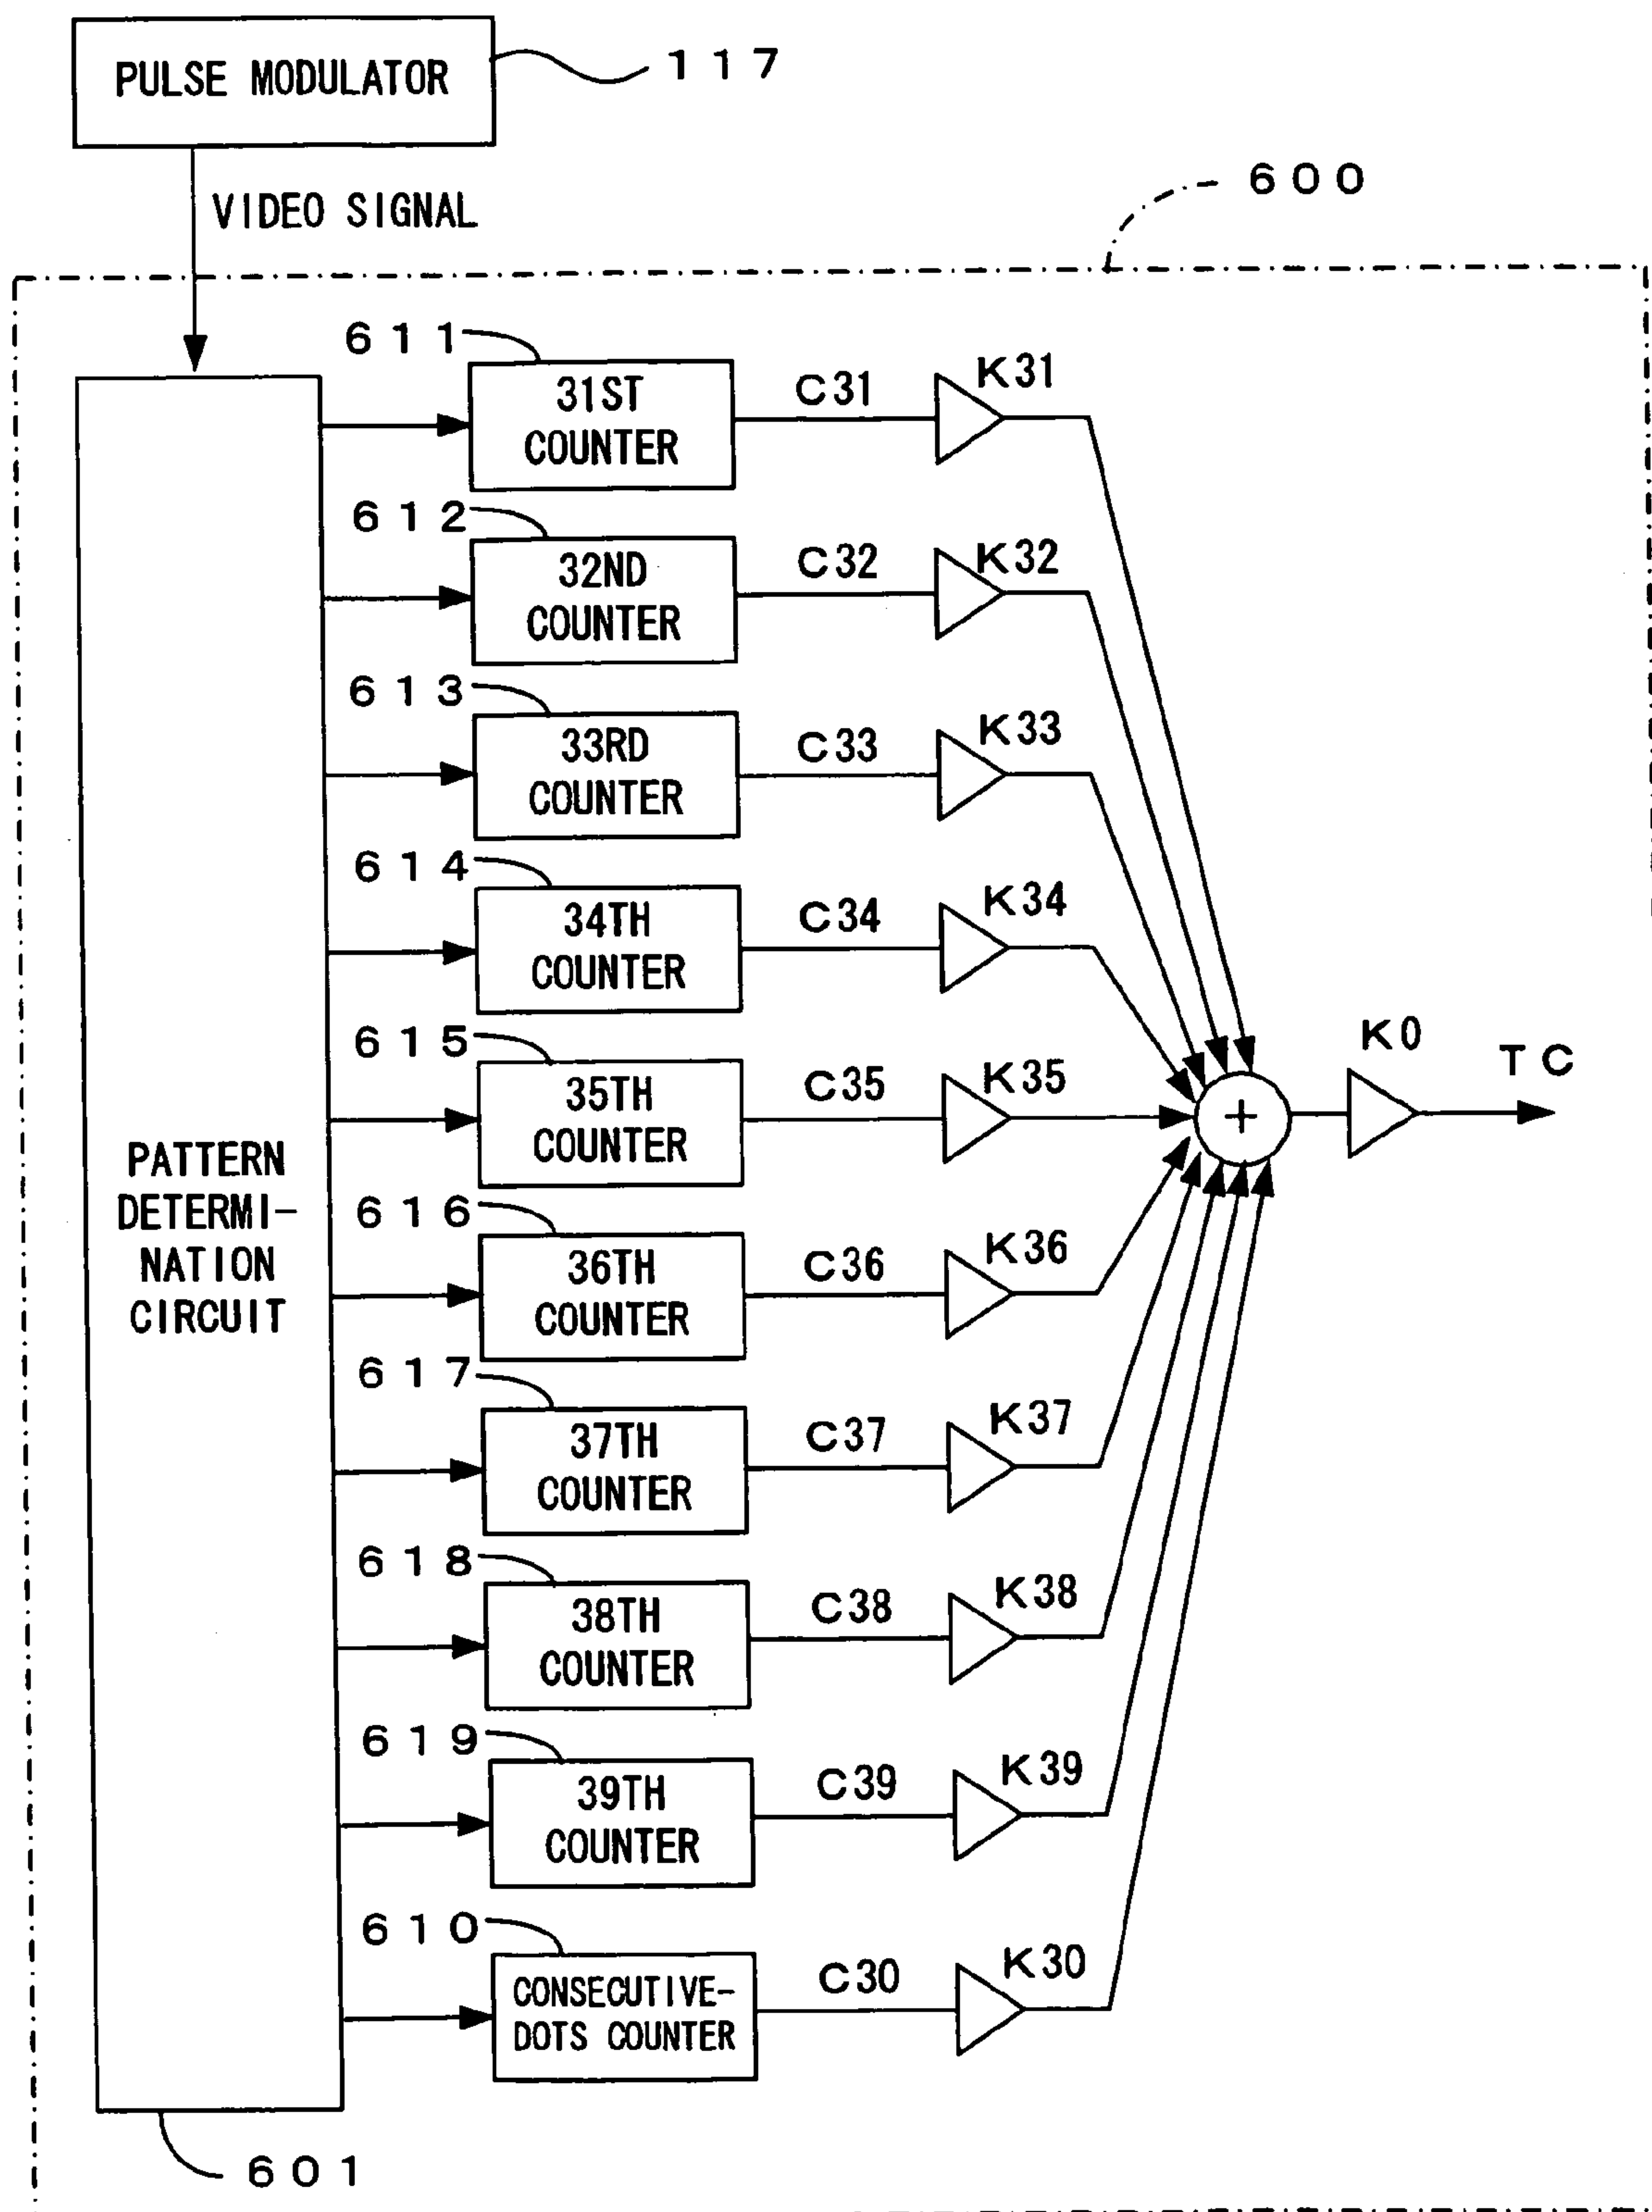 PULSE MODULATOR
117
VIDEO SIGNAL
600
611
31ST
COUNTER
C31
K31
612
32ND
COUNTER
C32
K32
613
33RD
COUNTER
C33
K33
614
34TH
COUNTER
C34
K34
615
35TH
COUNTER
C35
K35
+
K0
TC
PATTERN
DETERMI-
NATION
CIRCUIT
616
36TH
COUNTER
C36
K36
617
37TH
COUNTER
C37
K37
618
38TH
COUNTER
C38
K38
619
39TH
COUNTER
C39
K39
610
CONSECUTIVE-
DOTS COUNTER
C30
K30
601